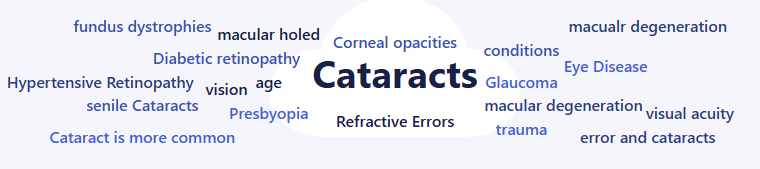 fundus dystrophies
macular holed
macualr degeneration
Corneal opacities
conditions
Diabetic retinopathy
Eye Disease
Cataracts
Hypertensive Retinopathy
vision
age
Glaucoma
senile Cataracts
Presbyopia
macular degeneration
visual acuity
Refractive Errors
trauma
Cataract is more common
error and cataracts